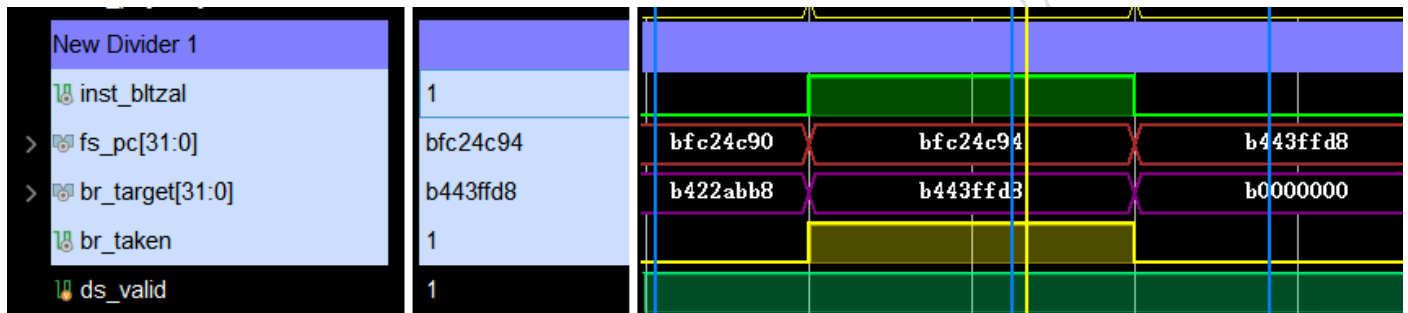 New Divider 1
inst_bltzal 1
fs_pc[31:0] bfc24c94 bfc24c90 bfc24c94 b443ffd8
br_target[31:0] b443ffd8 b422abb8 b443ffd8 b0000000
br_taken 1
ds_valid 1